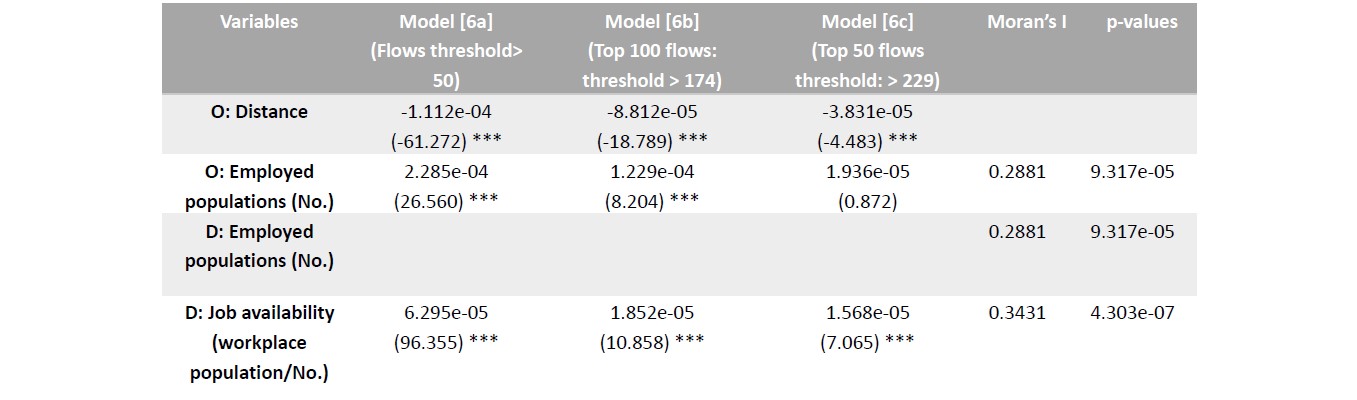 Variables Model [6a] Model [6b] Model [6c] Moran’s I p-values
(Flows threshold> (Top 100 flows: (Top 50 flows
50) threshold > 174) threshold: > 229)
O: Distance -1.112e-04 -8.812e-05 -3.831e-05
(-61.272) *** (-18.789) *** (-4.483) ***
O: Employed 2.285e-04 1.229e-04 1.936e-05 0.2881 9.317e-05
populations (No.) (26.560) *** (8.204) *** (0.872)
D: Employed 0.2881 9.317e-05
populations (No.)
D: Job availability 6.295e-05 1.852e-05 1.568e-05 0.3431 4.303e-07
(workplace (96.355) *** (10.858) *** (7.065) ***
population/No.)